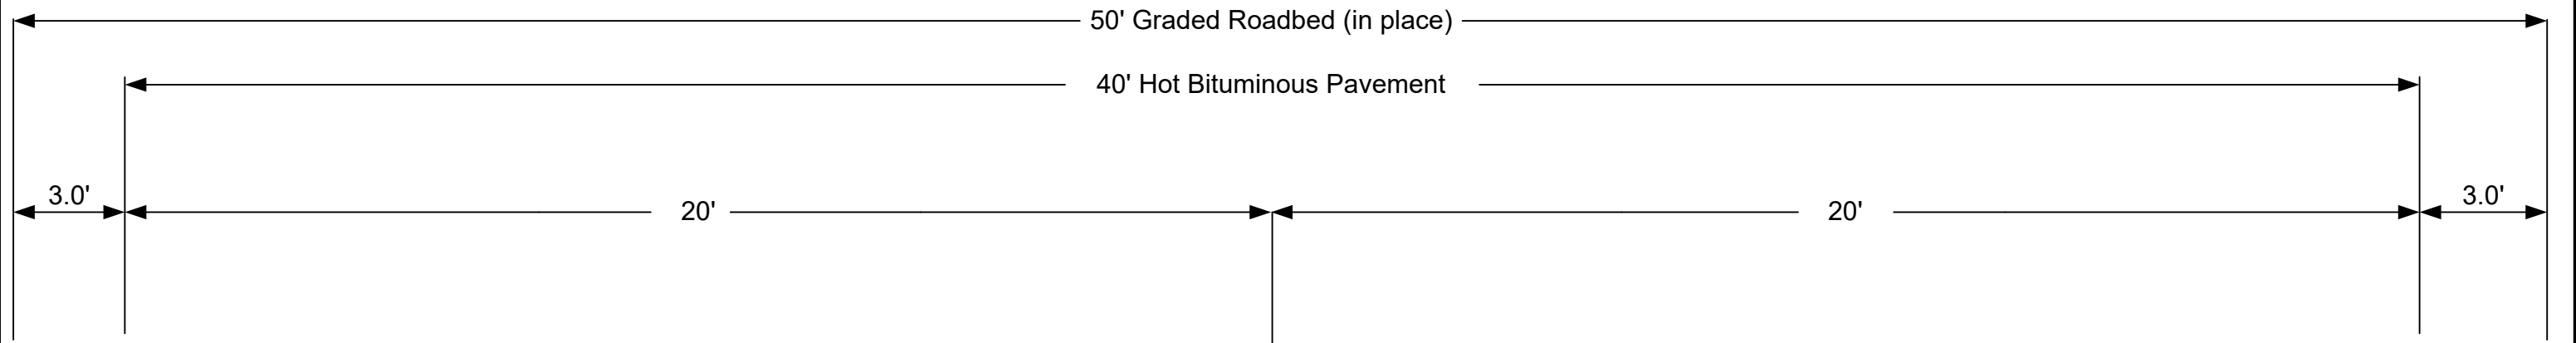 50' Graded Roadbed (in place)
40' Hot Bituminous Pavement
3.0'
20'
20'
3.0'